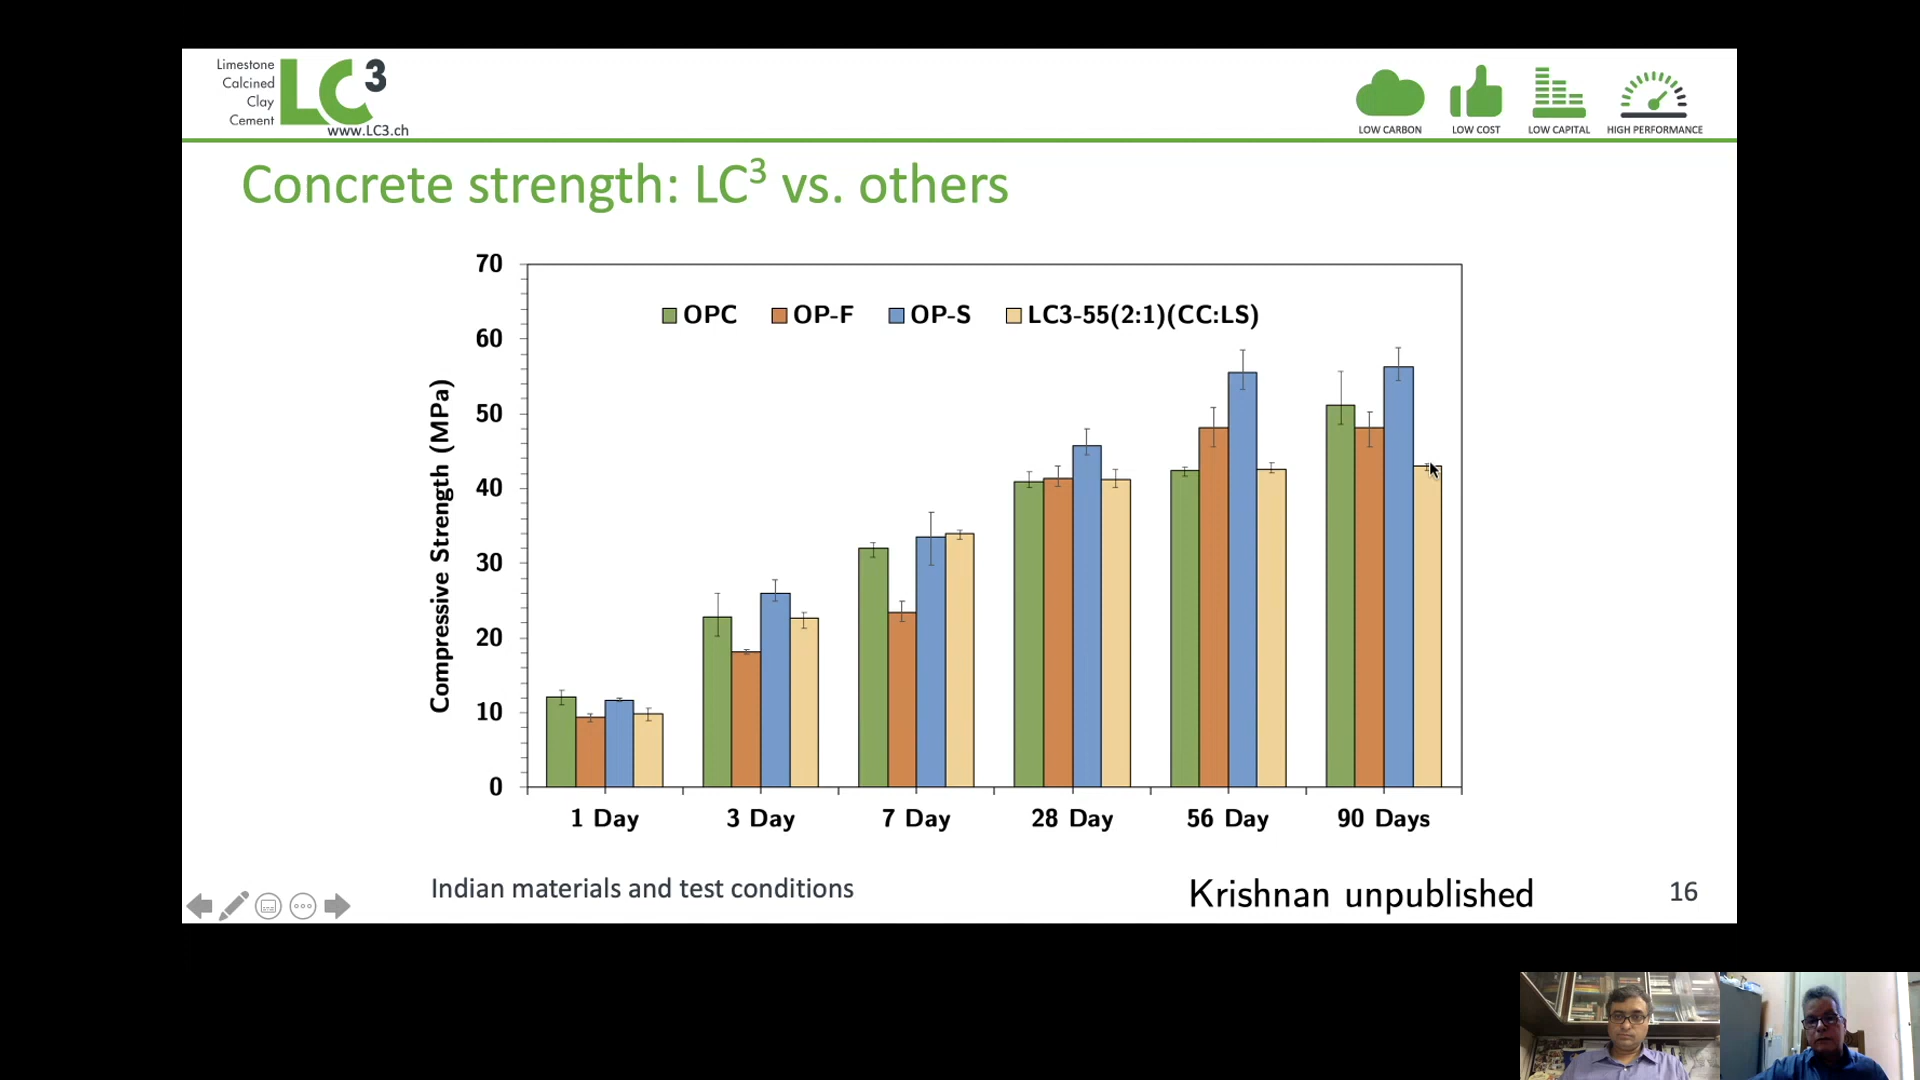 Limestone
Calcined
Clay
Cement
LC3
www.LC3.ch
LOW CARBON
LOW COST
LOW CAPITAL
HIGH PERFORMANCE
Concrete strength: LC3 vs. others
OPC OP-F OP-S LC3-55(2:1)(CC:LS)
Compressive Strength (MPa)
70
60
50
40
30
20
10
0
1 Day 3 Day 7 Day 28 Day 56 Day 90 Days
Indian materials and test conditions
Krishnan unpublished
16